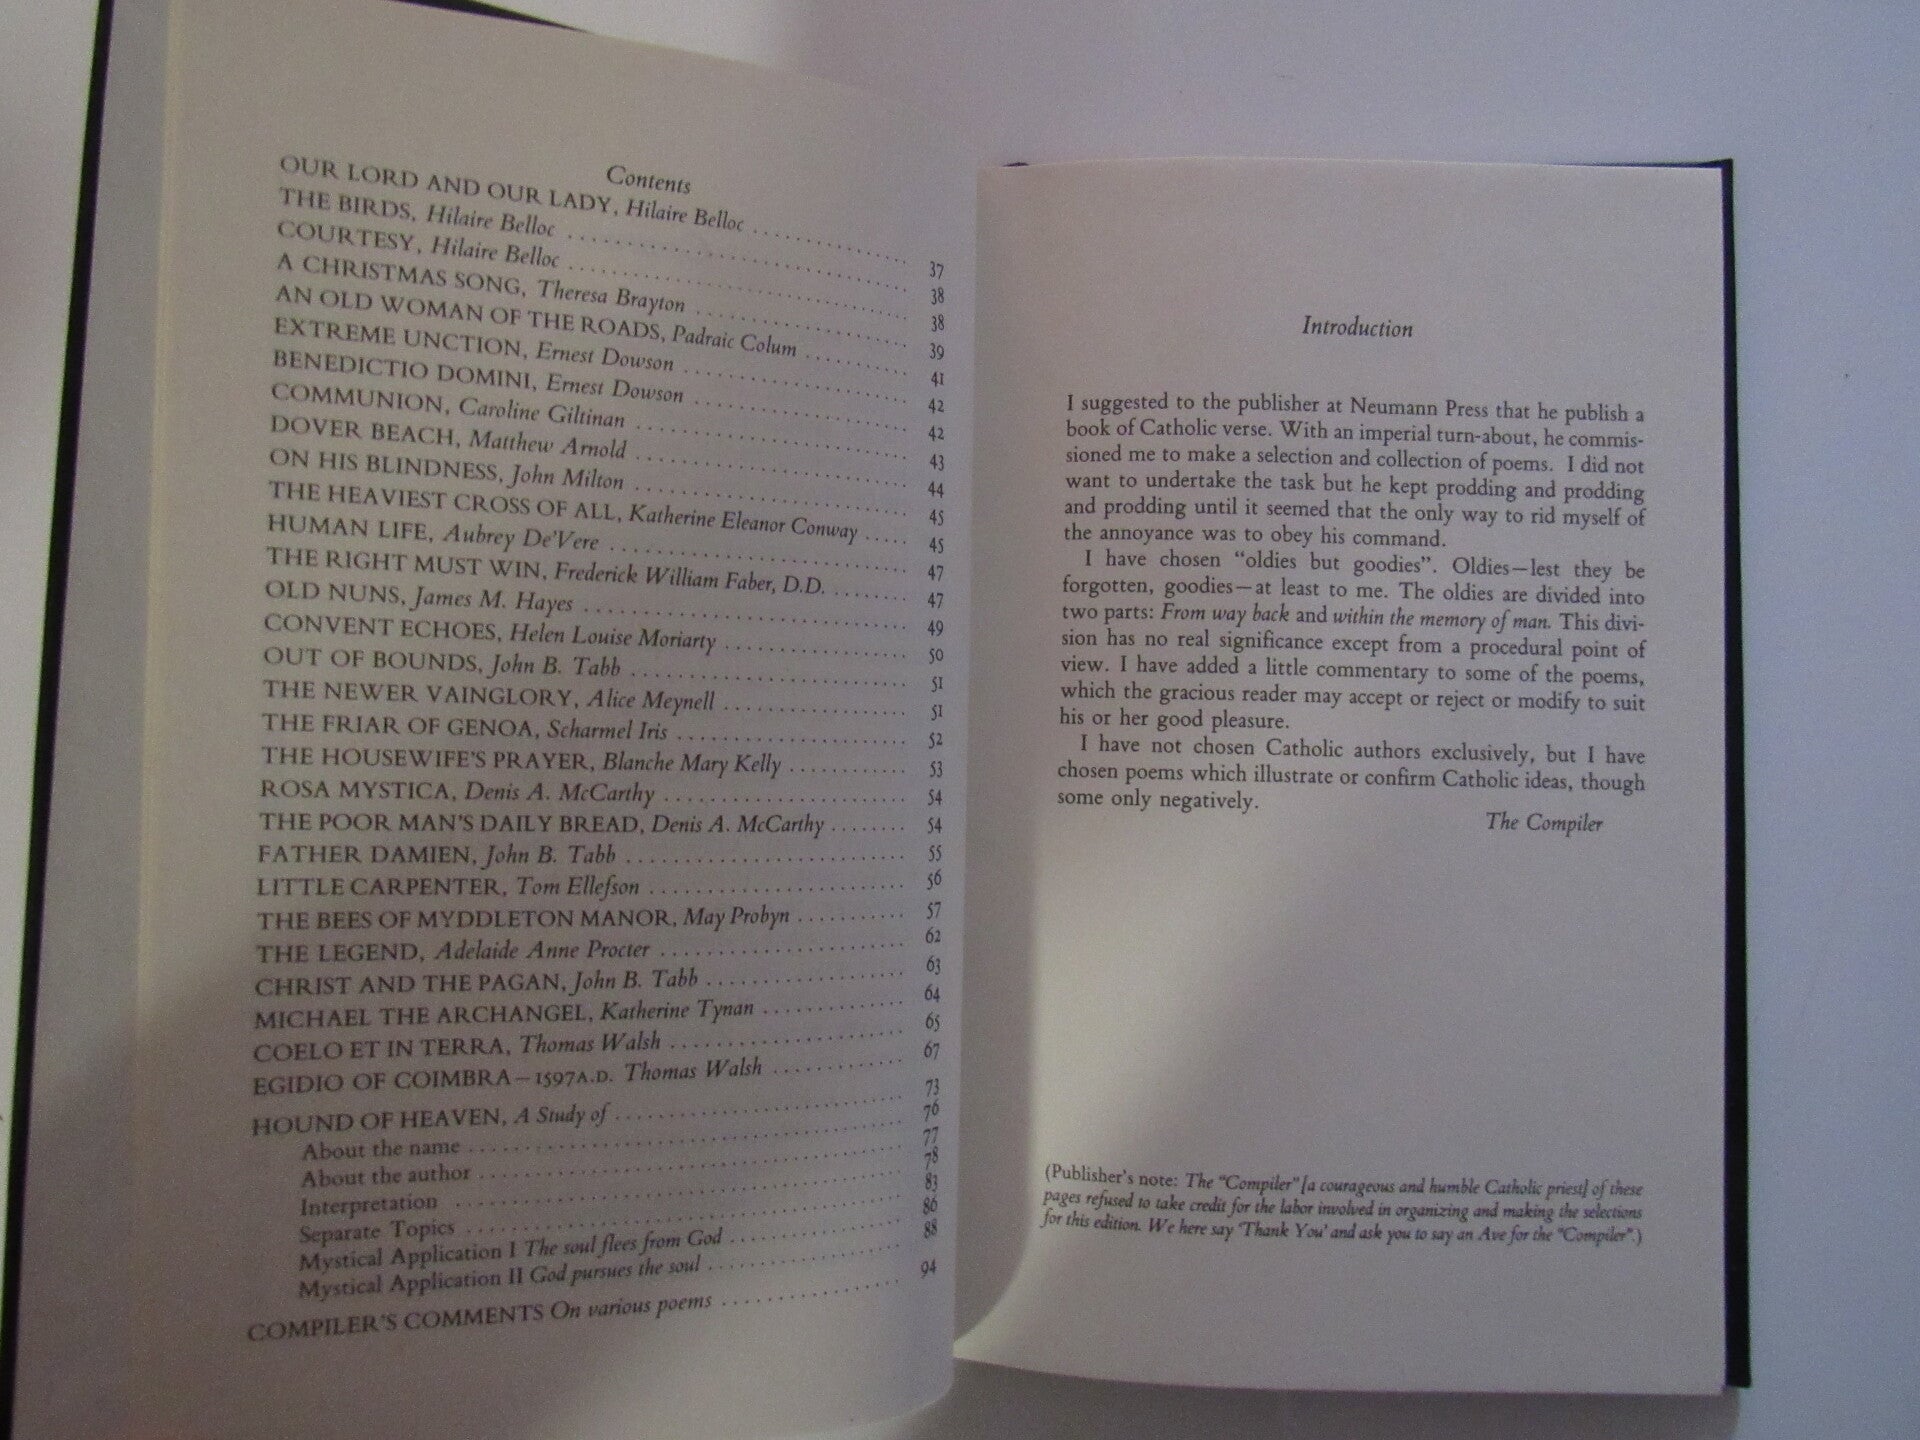 Contents
OUR LORD AND OUR LADY, Hilaire Belloc .......... 37
THE BIRDS, Hilaire Belloc .......... 38
COURTESY, Hilaire Belloc .......... 38
A CHRISTMAS SONG, Theresa Brayton .......... 39
AN OLD WOMAN OF THE ROADS, Padraic Colum .......... 41
EXTREME UNCTION, Ernest Dowson .......... 42
BENEDICTIO DOMINI, Ernest Dowson .......... 42
COMMUNION, Caroline Giltinan .......... 43
DOVER BEACH, Matthew Arnold .......... 44
ON HIS BLINDNESS, John Milton .......... 45
THE HEAVIEST CROSS OF ALL, Katherine Eleanor Conway ..... 45
HUMAN LIFE, Aubrey De'Vere .......... 47
THE RIGHT MUST WIN, Frederick William Faber, D.D. ........ 47
OLD NUNS, James M. Hayes .......... 49
CONVENT ECHOES, Helen Louise Moriarty .......... 50
OUT OF BOUNDS, John B. Tabb .......... 51
THE NEWER VAINGLORY, Alice Meynell .......... 51
THE FRIAR OF GENOA, Scharmel Iris .......... 52
THE HOUSEWIFE'S PRAYER, Blanche Mary Kelly .......... 53
ROSA MYSTICA, Denis A. McCarthy .......... 54
THE POOR MAN'S DAILY BREAD, Denis A. McCarthy ........ 54
FATHER DAMIEN, John B. Tabb .......... 55
LITTLE CARPENTER, Tom Ellefson .......... 56
THE BEES OF MYDDLETON MANOR, May Probyn .......... 57
THE LEGEND, Adelaide Anne Procter .......... 62
CHRIST AND THE PAGAN, John B. Tabb .......... 63
MICHAEL THE ARCHANGEL, Katherine Tynan .......... 64
COELO ET IN TERRA, Thomas Walsh .......... 65
EGIDIO OF COIMBRA—1597 A.D. Thomas Walsh .......... 67
HOUND OF HEAVEN, A Study of .......... 73
About the name .......... 76
About the author .......... 77
Interpretation .......... 78
Separate Topics .......... 83
Mystical Application I The soul flees from God .......... 86
Mystical Application II God pursues the soul .......... 88
COMPILER'S COMMENTS On various poems .......... 94
Introduction
I suggested to the publisher at Neumann Press that he publish a
book of Catholic verse. With an imperial turn-about, he commis-
sioned me to make a selection and collection of poems. I did not
want to undertake the task but he kept prodding and prodding
and prodding until it seemed that the only way to rid myself of
the annoyance was to obey his command.
I have chosen "oldies but goodies". Oldies—lest they be
forgotten, goodies—at least to me. The oldies are divided into
two parts: From way back and within the memory of man. This divi-
sion has no real significance except from a procedural point of
view. I have added a little commentary to some of the poems,
which the gracious reader may accept or reject or modify to suit
his or her good pleasure.
I have not chosen Catholic authors exclusively, but I have
chosen poems which illustrate or confirm Catholic ideas, though
some only negatively.
The Compiler
(Publisher's note: The "Compiler" [a courageous and humble Catholic priest] of these
pages refused to take credit for the labor involved in organizing and making the selections
for this edition. We here say 'Thank You' and ask you to say an Ave for the "Compiler".)